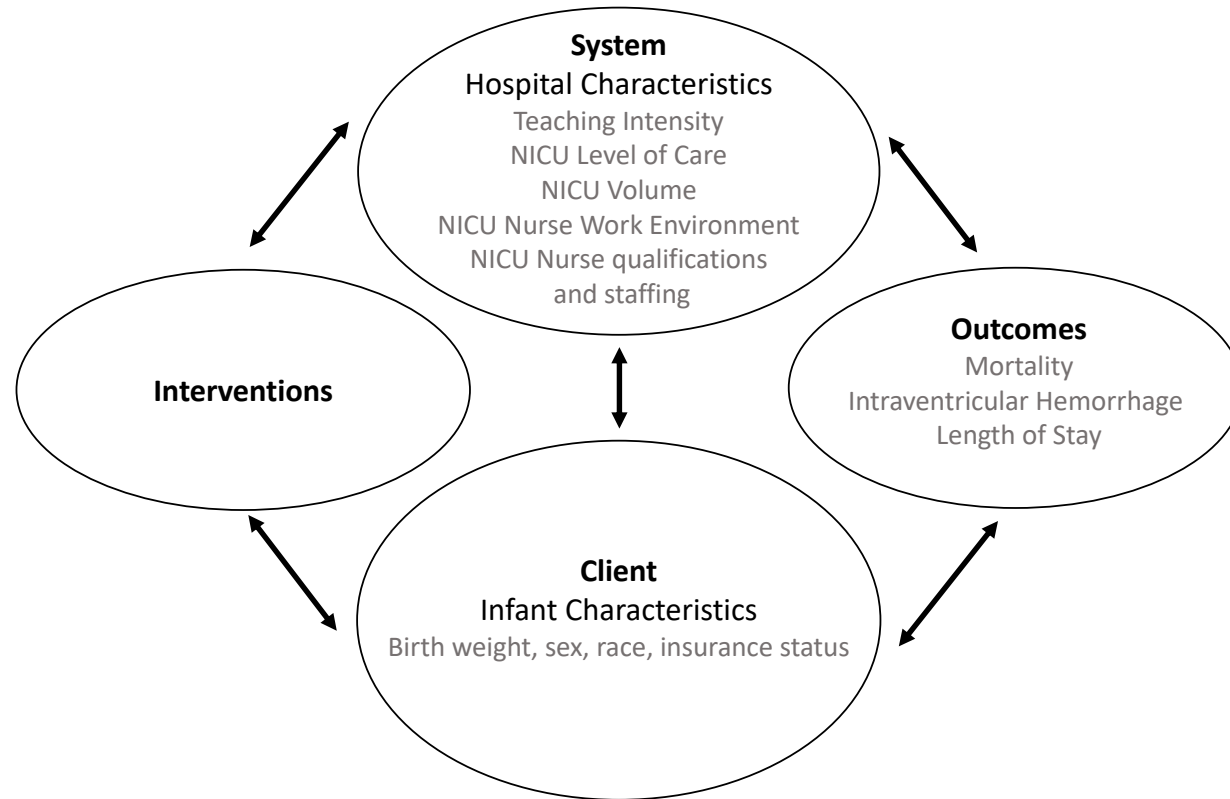 System
Hospital Characteristics
Teaching Intensity
NICU Level of Care
NICU Volume
NICU Nurse Work Environment
NICU Nurse qualifications
and staffing
Interventions
Outcomes
Mortality
Intraventricular Hemorrhage
Length of Stay
Client
Infant Characteristics
Birth weight, sex, race, insurance status